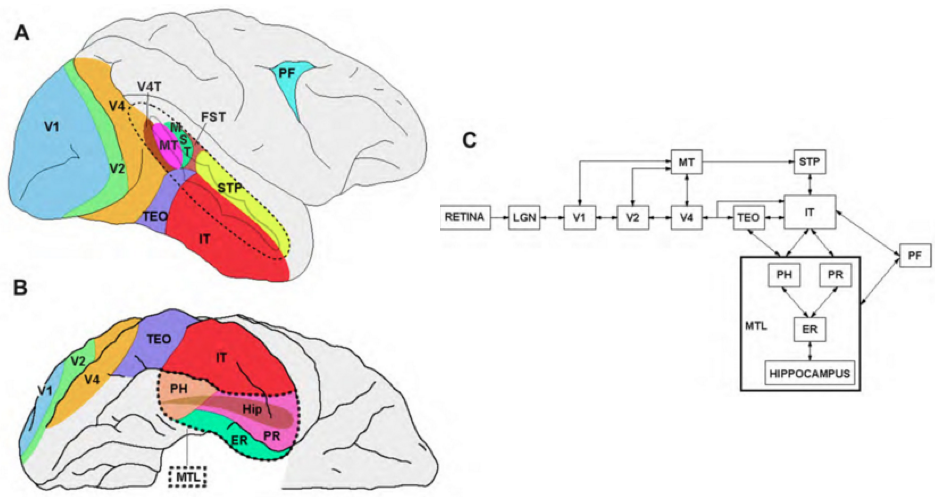 A
V1
V2
V4
V4T
MT
M
S
T
FST
STP
TEO
IT
PF
B
V1
V2
V4
TEO
IT
PH
Hip
PR
ER
MTL
C
MT
STP
RETINA
LGN
V1
V2
V4
TEO
IT
PF
PH
PR
MTL
ER
HIPPOCAMPUS